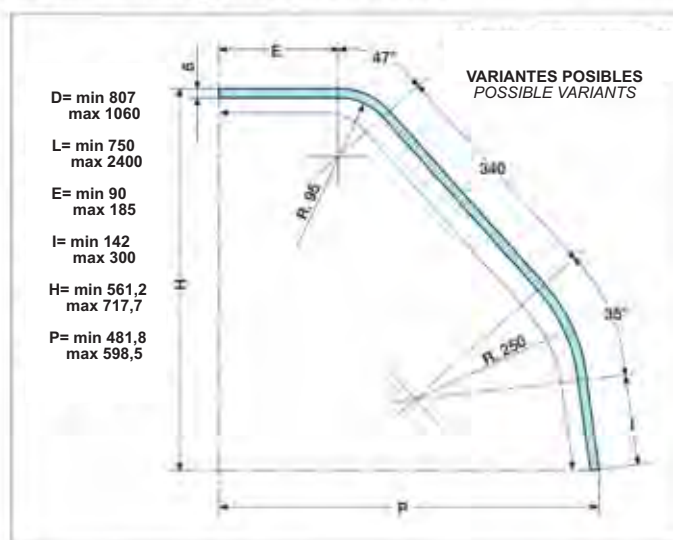 E
47°
6
VARIANTES POSIBLES
POSSIBLE VARIANTS
D= min 807
max 1060
L= min 750
max 2400
E= min 90
max 185
I= min 142
max 300
H= min 561,2
max 717,7
P= min 481,8
max 598,5
340
R. 95
H
35°
R. 250
I
P